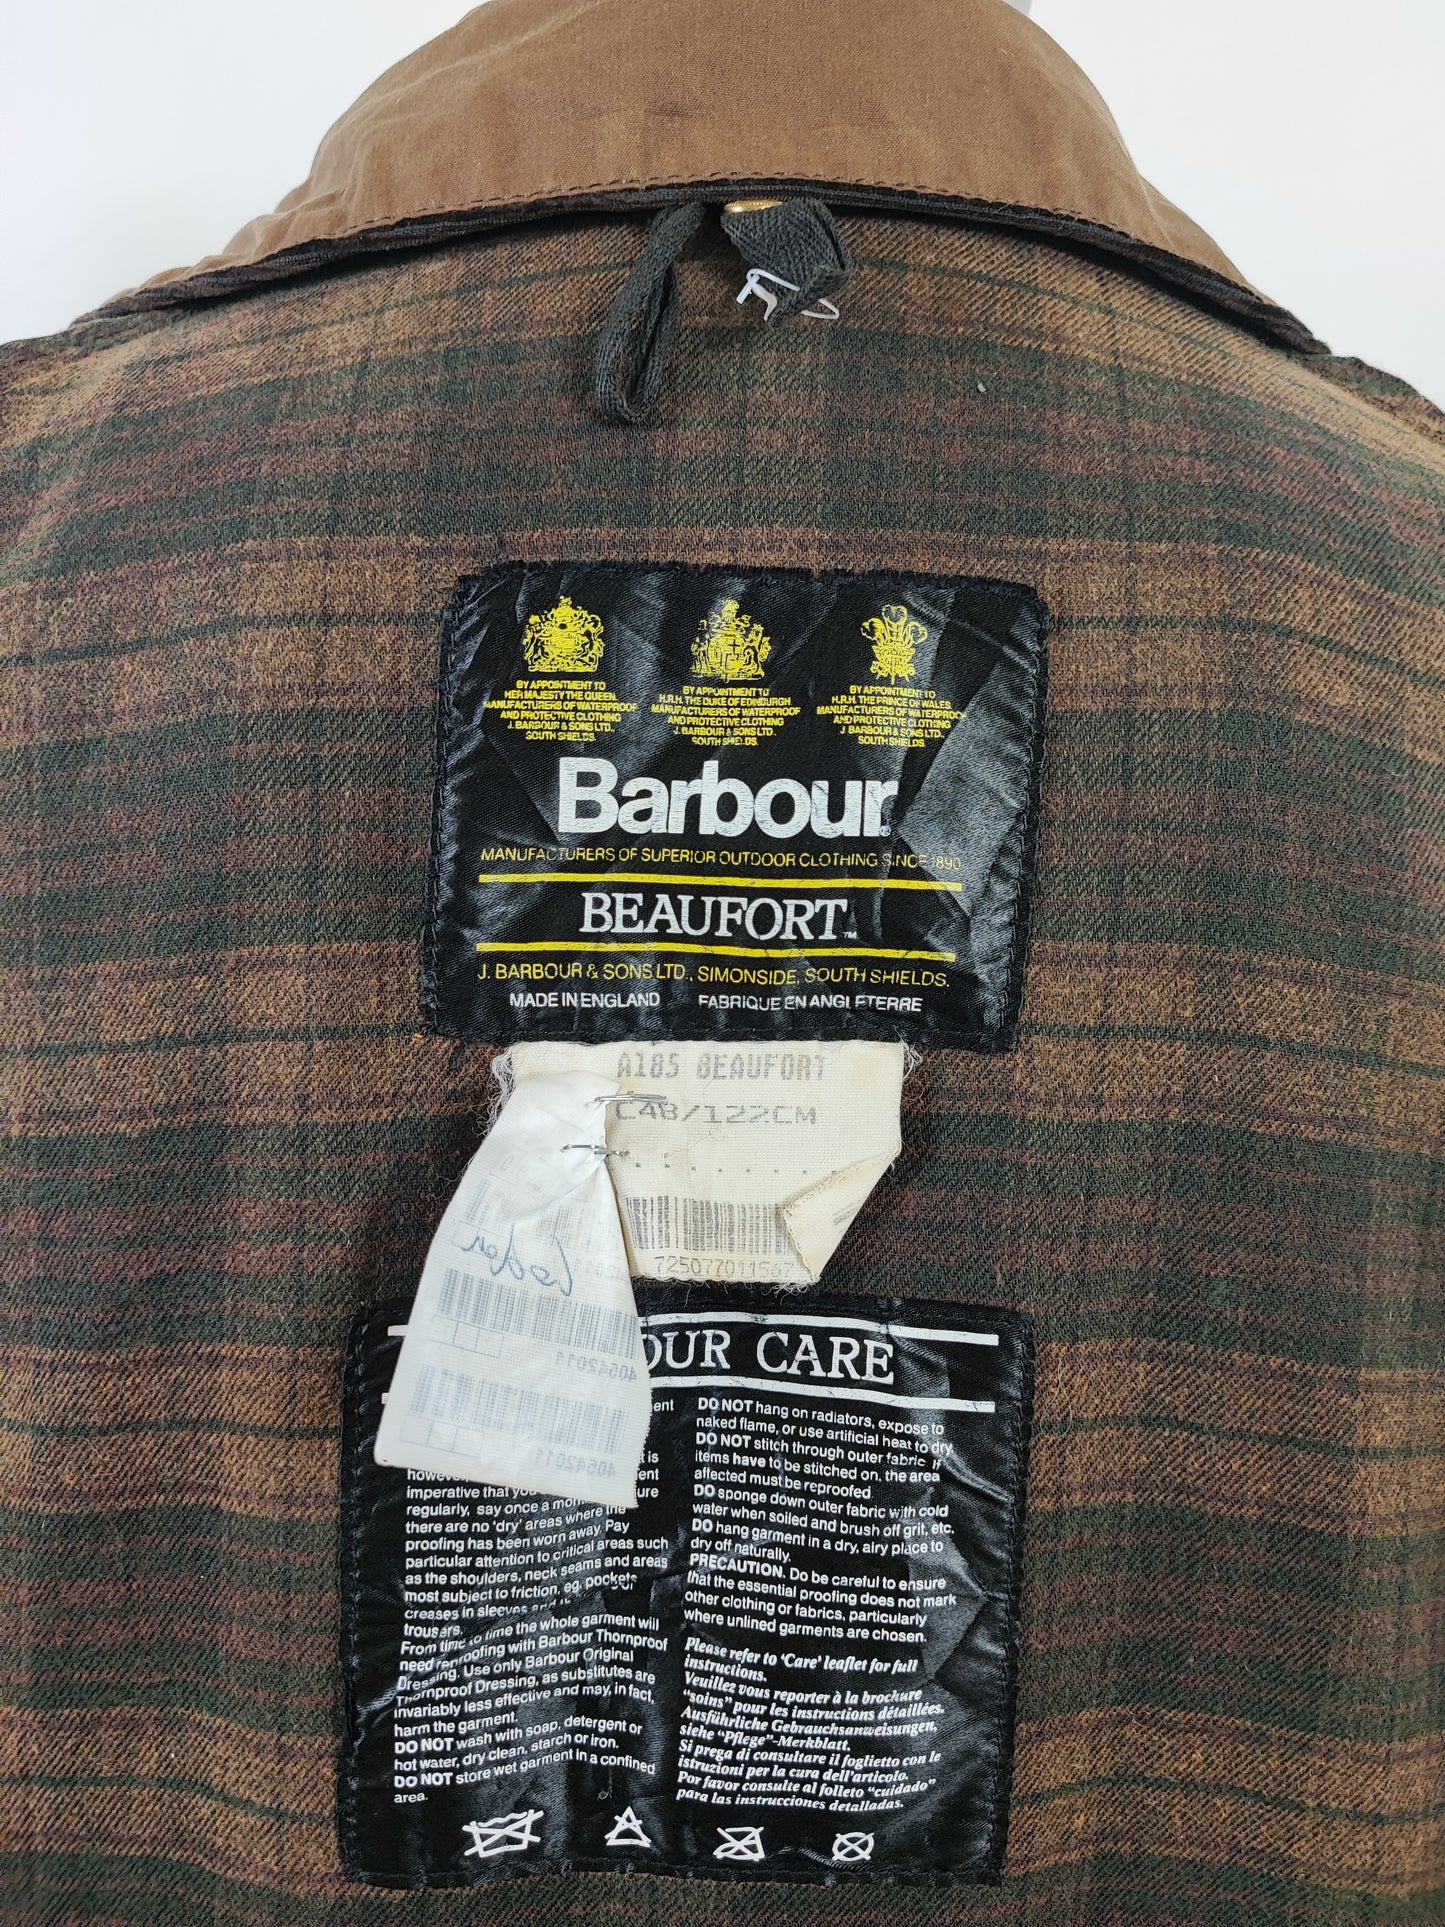 BY APPOINTMENT TO
HER MAJESTY THE QUEEN
MANUFACTURERS OF WATERPROOF
AND PROTECTIVE CLOTHING
J. BARBOUR & SONS LTD.,
SOUTH SHIELDS.
BY APPOINTMENT TO
H.R.H. THE DUKE OF EDINBURGH
MANUFACTURERS OF WATERPROOF
AND PROTECTIVE CLOTHING
J. BARBOUR & SONS LTD.,
SOUTH SHIELDS.
BY APPOINTMENT TO
H.R.H. THE PRINCE OF WALES
MANUFACTURERS OF WATERPROOF
AND PROTECTIVE CLOTHING
J. BARBOUR & SONS LTD.,
SOUTH SHIELDS.
Barbour
MANUFACTURERS OF SUPERIOR OUTDOOR CLOTHING SINCE 1890
BEAUFORT™
J. BARBOUR & SONS LTD., SIMONSIDE, SOUTH SHIELDS.
MADE IN ENGLAND FABRIQUE EN ANGLETERRE
A185 BEAUFORT
C48/122CM
725077011567
40542011
40542011
OUR CARE
ent
is
however, ent
imperative that you ure
regularly, say once a month
there are no 'dry' areas where the
proofing has been worn away. Pay
particular attention to critical areas such
as the shoulders, neck seams and areas
most subject to friction, eg. pockets
creases in sleeves and
trousers.
From time to time the whole garment will
need reproofing with Barbour Thornproof
Dressing. Use only Barbour Original
Thornproof Dressing, as substitutes are
invariably less effective and may, in fact,
harm the garment.
DO NOT wash with soap, detergent or
hot water, dry clean, starch or iron.
DO NOT store wet garment in a confined
area.
DO NOT hang on radiators, expose to
naked flame, or use artificial heat to dry.
DO NOT stitch through outer fabric. If
items have to be stitched on, the area
affected must be reproofed.
DO sponge down outer fabric with cold
water when soiled and brush off grit, etc.
DO hang garment in a dry, airy place to
dry off naturally.
PRECAUTION. Do be careful to ensure
that the essential proofing does not mark
other clothing or fabrics, particularly
where unlined garments are chosen.
Please refer to 'Care' leaflet for full
instructions.
Veuillez vous reporter à la brochure
"soins" pour les instructions détaillées.
Ausführliche Gebrauchsanweisungen,
siehe "Pflege"-Merkblatt.
Si prega di consultare il foglietto con le
istruzioni per la cura dell'articolo.
Por favor consulte al folleto "cuidado"
para las instrucciones detalladas.